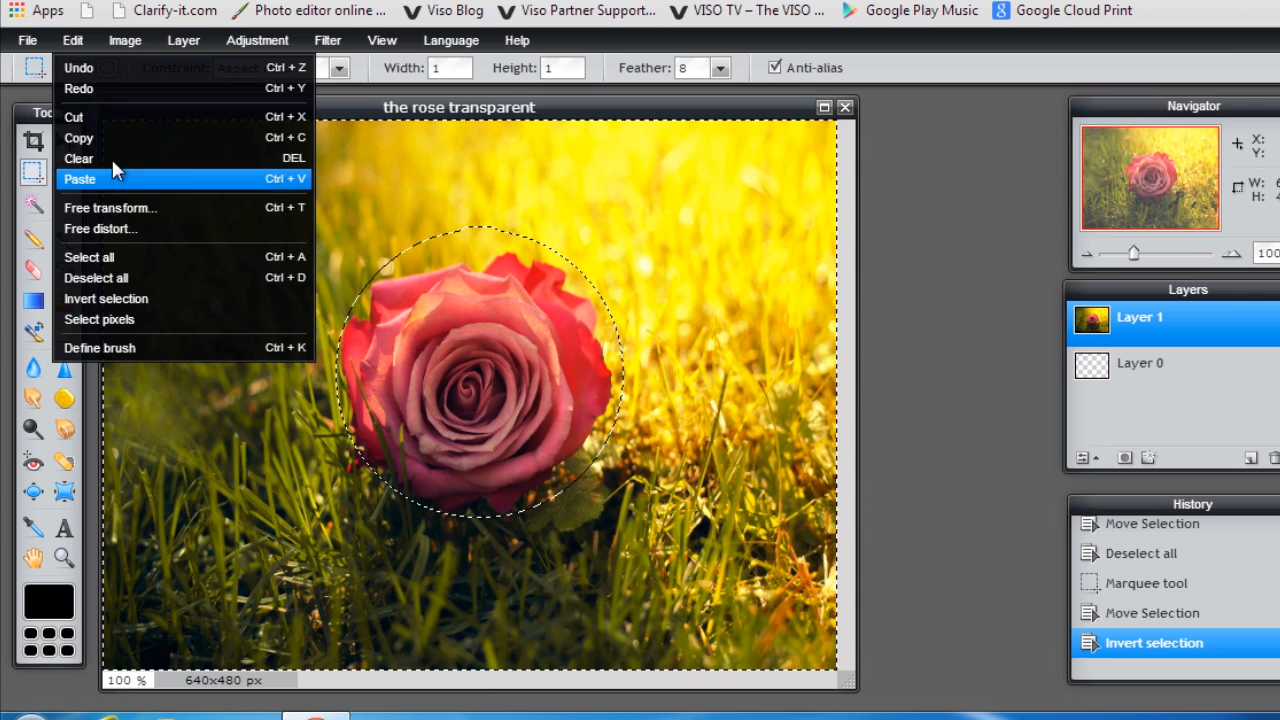 Apps Clarify-it.com Photo editor online ... Viso Blog Viso Partner Support... VISO TV – The VISO ... Google Play Music Google Cloud Print
File Edit Image Layer Adjustment Filter View Language Help
Constraint: Width: 1 Height: 1 Feather: 8 Anti-alias
Undo Ctrl + Z
Redo Ctrl + Y
Cut Ctrl + X
Copy Ctrl + C
Clear DEL
Paste Ctrl + V
Free transform... Ctrl + T
Free distort...
Select all Ctrl + A
Deselect all Ctrl + D
Invert selection
Select pixels
Define brush Ctrl + K
Too
the rose transparent
100 % 640x480 px
Navigator
X:
Y:
W: 6
H: 4
100
Layers
Layer 1
Layer 0
History
Move Selection
Deselect all
Marquee tool
Move Selection
Invert selection